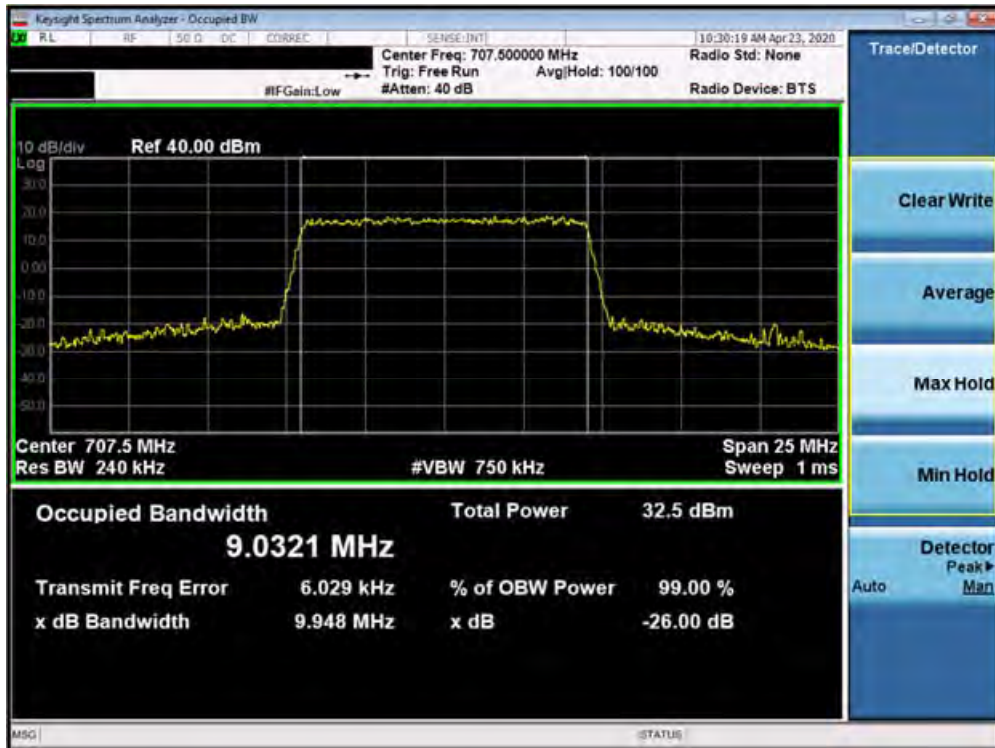 Keysight Spectrum Analyzer - Occupied BW
RL RF 50 Ω DC CORREC SENSE:INT 10:30:19 AM Apr 23, 2020
Center Freq: 707.500000 MHz Radio Std: None
Trig: Free Run Avg|Hold: 100/100
#IFGain:Low #Atten: 40 dB Radio Device: BTS
Trace/Detector
10 dB/div Ref 40.00 dBm
Log
30.0
20.0
10.0
0.00
-10.0
-20.0
-30.0
-40.0
-50.0
Center 707.5 MHz Span 25 MHz
Res BW 240 kHz #VBW 750 kHz Sweep 1 ms
Clear Write
Average
Max Hold
Min Hold
Detector
Peak▶
Auto Man
Occupied Bandwidth Total Power 32.5 dBm
9.0321 MHz
Transmit Freq Error 6.029 kHz % of OBW Power 99.00 %
x dB Bandwidth 9.948 MHz x dB -26.00 dB
MSG STATUS